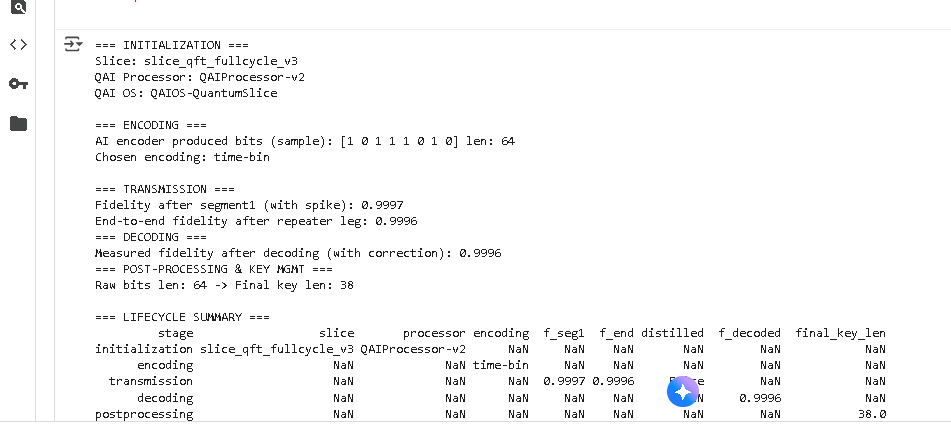 === INITIALIZATION ===
Slice: slice_qft_fullcycle_v3
QAI Processor: QAIProcessor-v2
QAI OS: QAIOS-QuantumSlice
=== ENCODING ===
AI encoder produced bits (sample): [1 0 1 1 1 0 1 0] len: 64
Chosen encoding: time-bin
=== TRANSMISSION ===
Fidelity after segment1 (with spike): 0.9997
End-to-end fidelity after repeater leg: 0.9996
=== DECODING ===
Measured fidelity after decoding (with correction): 0.9996
=== POST-PROCESSING & KEY MGMT ===
Raw bits len: 64 -> Final key len: 38
=== LIFECYCLE SUMMARY ===
stage slice processor encoding f_seg1 f_end distilled f_decoded final_key_len
initialization slice_qft_fullcycle_v3 QAIProcessor-v2 NaN NaN NaN NaN NaN NaN
encoding NaN NaN time-bin NaN NaN NaN NaN NaN
transmission NaN NaN NaN 0.9997 0.9996 NaN NaN
decoding NaN NaN NaN NaN NaN 0.9996 NaN
postprocessing NaN NaN NaN NaN NaN NaN NaN 38.0